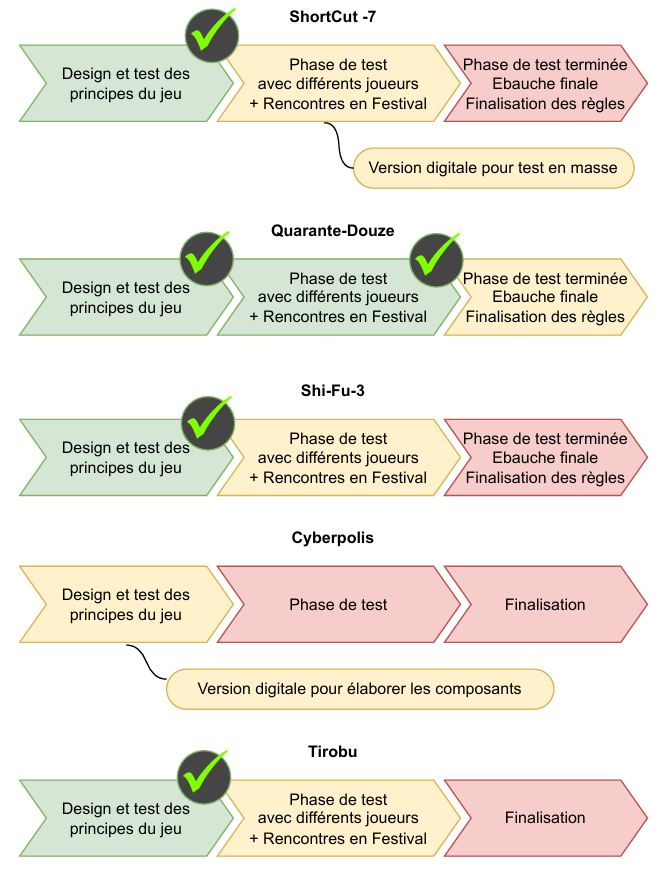 ShortCut -7
Design et test des
principes du jeu
Phase de test
avec différents joueurs
+ Rencontres en Festival
Phase de test terminée
Ebauche finale
Finalisation des règles
Version digitale pour test en masse
Quarante-Douze
Design et test des
principes du jeu
Phase de test
avec différents joueurs
+ Rencontres en Festival
Phase de test terminée
Ebauche finale
Finalisation des règles
Shi-Fu-3
Design et test des
principes du jeu
Phase de test
avec différents joueurs
+ Rencontres en Festival
Phase de test terminée
Ebauche finale
Finalisation des règles
Cyberpolis
Design et test des
principes du jeu
Phase de test
Finalisation
Version digitale pour élaborer les composants
Tirobu
Design et test des
principes du jeu
Phase de test
avec différents joueurs
+ Rencontres en Festival
Finalisation